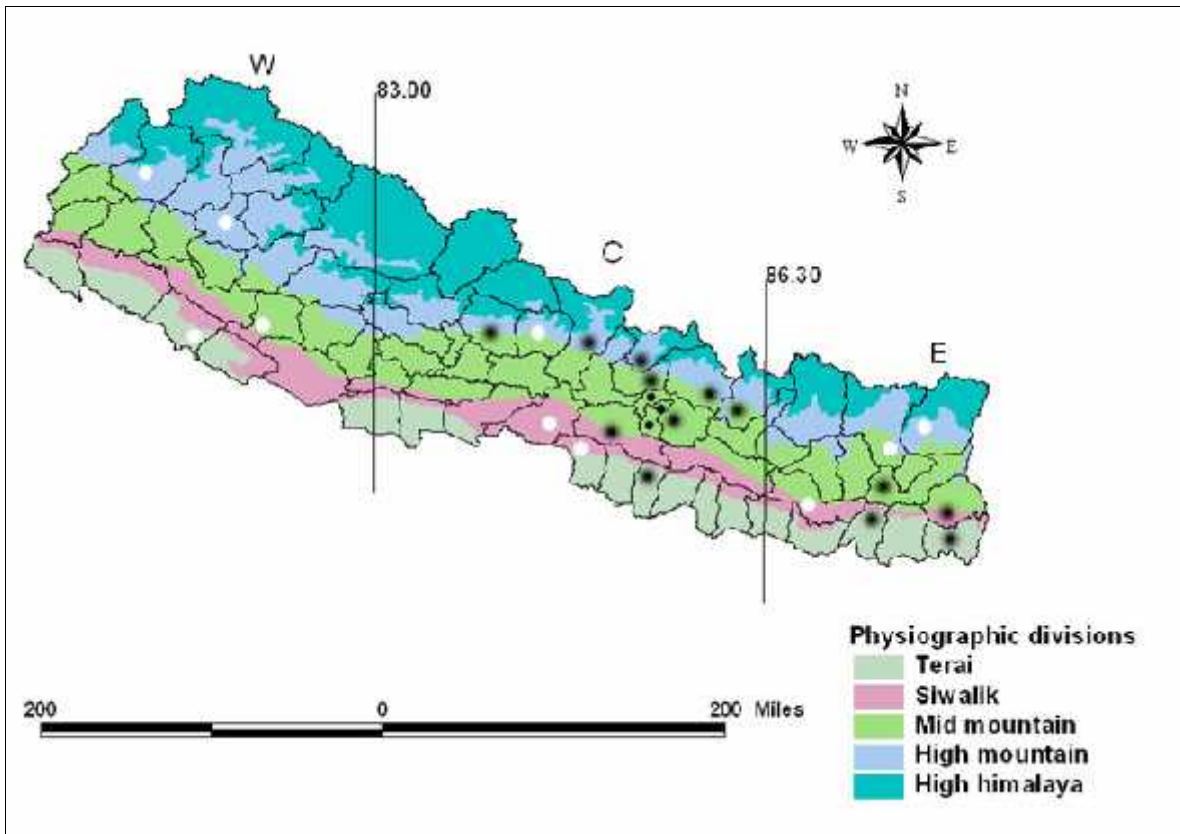 W
83.00
N
W E
S
C
86.30
E
Physiographic divisions
Terai
Siwalik
Mid mountain
High mountain
High himalaya
200 0 200 Miles